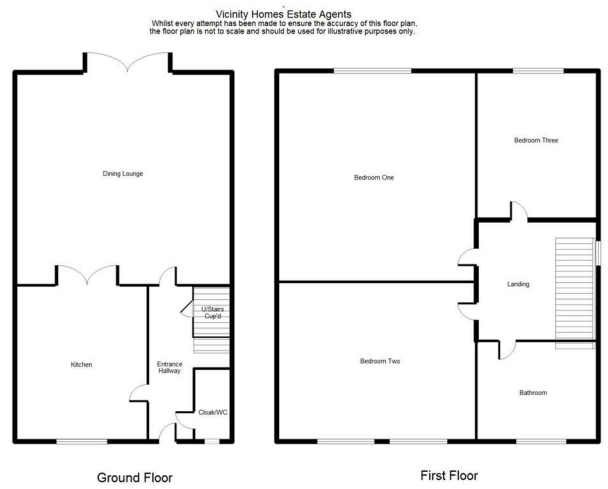 Vicinity Homes Estate Agents
Whilst every attempt has been made to ensure the accuracy of this floor plan,
the floor plan is not to scale and should be used for illustrative purposes only.
Dining Lounge
U/Stairs
Cup'd
Kitchen
Entrance
Hallway
Cloak/WC
Ground Floor
Bedroom One
Bedroom Three
Landing
Bedroom Two
Bathroom
First Floor